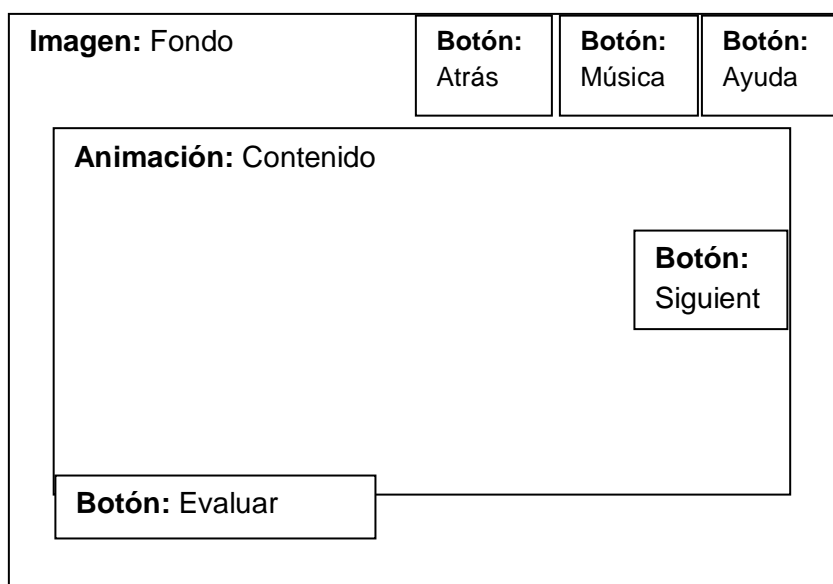 Imagen: Fondo
Botón:
Atrás
Botón:
Música
Botón:
Ayuda
Animación: Contenido
Botón:
Siguient
Botón: Evaluar